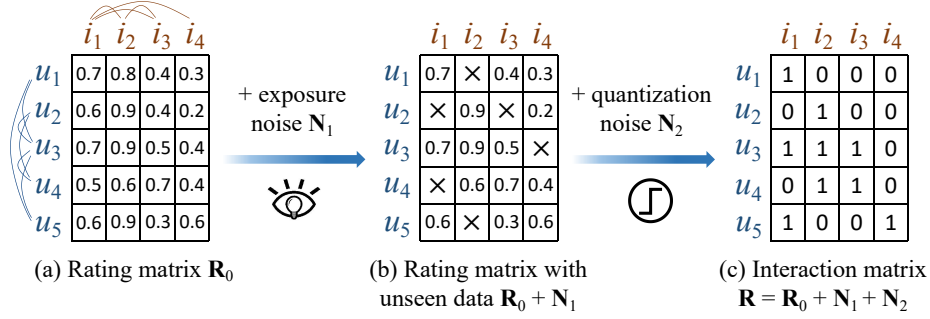 i1 i2 i3 i4
u1 0.7 0.8 0.4 0.3
u2 0.6 0.9 0.4 0.2
u3 0.7 0.9 0.5 0.4
u4 0.5 0.6 0.7 0.4
u5 0.6 0.9 0.3 0.6
(a) Rating matrix R0
+ exposure
noise N1
i1 i2 i3 i4
u1 0.7 × 0.4 0.3
u2 × 0.9 × 0.2
u3 0.7 0.9 0.5 ×
u4 × 0.6 0.7 0.4
u5 0.6 × 0.3 0.6
(b) Rating matrix with
unseen data R0 + N1
+ quantization
noise N2
i1 i2 i3 i4
u1 1 0 0 0
u2 0 1 0 0
u3 1 1 1 0
u4 0 1 1 0
u5 1 0 0 1
(c) Interaction matrix
R = R0 + N1 + N2